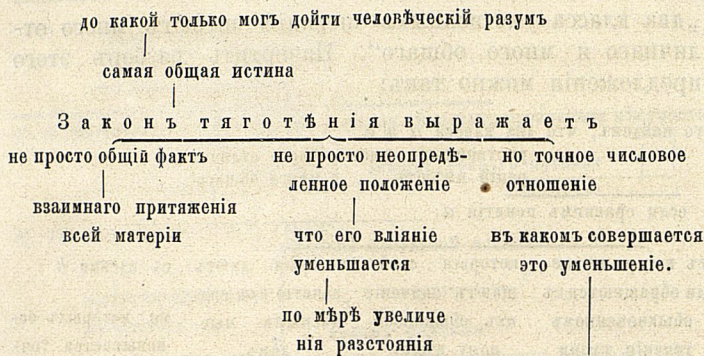 до какой только могъ дойти человѣческій разумъ
самая общая истина
Законъ тяготѣнія выражаетъ
не просто общій фактъ
взаимнаго притяженія
всей матеріи
не просто неопредѣ-
ленное положеніе
что его вліяніе
уменьшается
по мѣрѣ увеличе
нія разстоянія
но точное числовое
отношеніе
въ какомъ совершается
это уменьшеніе.